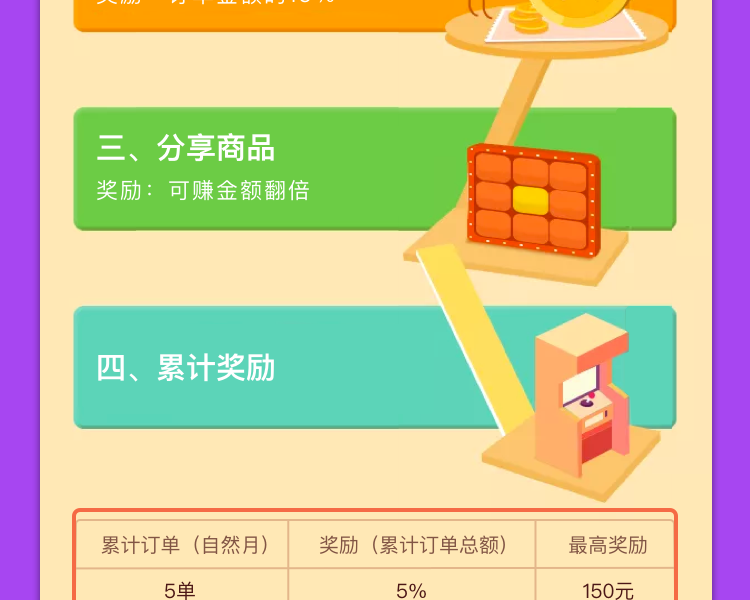 三、分享商品
奖励：可赚金额翻倍
四、累计奖励
累计订单（自然月） 奖励（累计订单总额） 最高奖励
5单 5% 150元